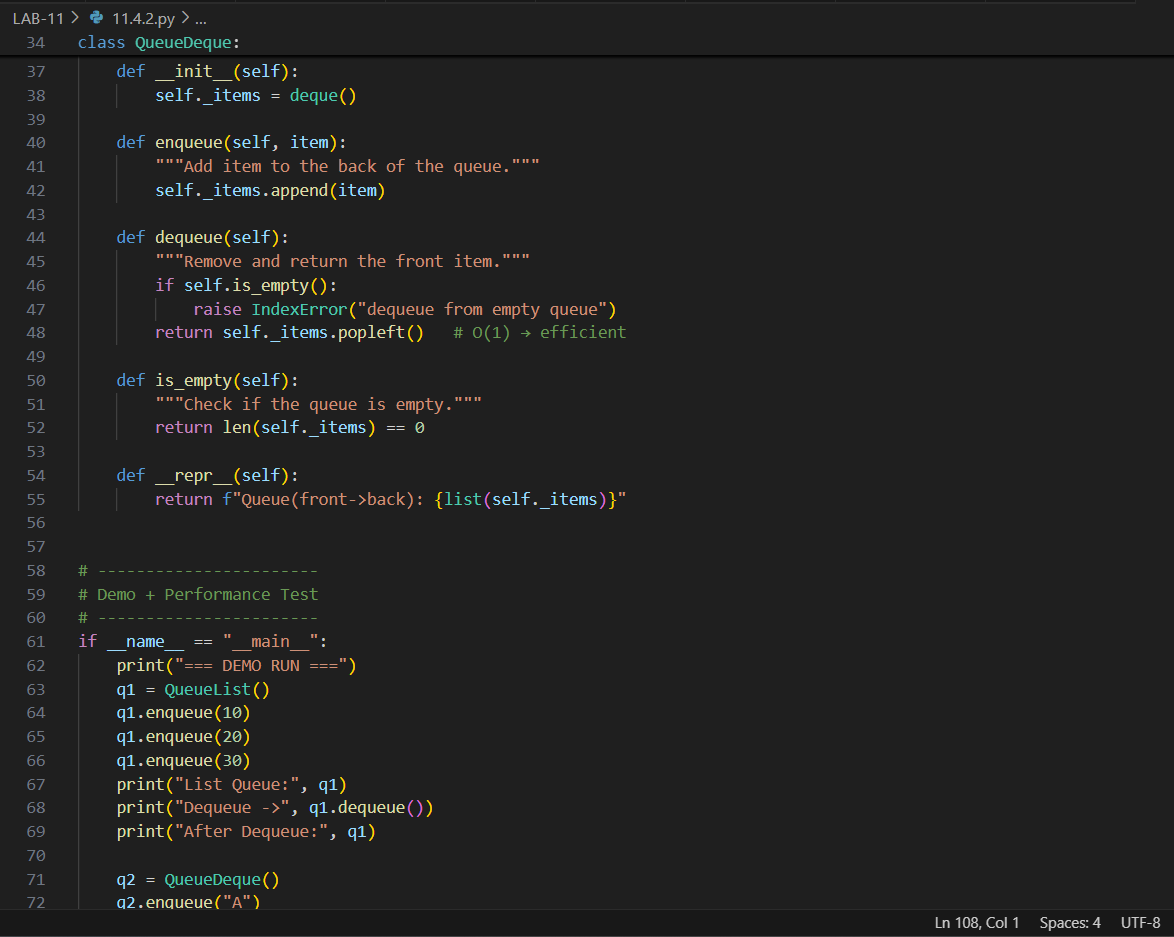 LAB-11 > 11.4.2.py > ...
34 class QueueDeque:
37     def __init__(self):
38         self._items = deque()
39
40     def enqueue(self, item):
41         """Add item to the back of the queue."""
42         self._items.append(item)
43
44     def dequeue(self):
45         """Remove and return the front item."""
46         if self.is_empty():
47             raise IndexError("dequeue from empty queue")
48         return self._items.popleft()   # O(1) → efficient
49
50     def is_empty(self):
51         """Check if the queue is empty."""
52         return len(self._items) == 0
53
54     def __repr__(self):
55         return f"Queue(front->back): {list(self._items)}"
56
57
58 # -----------------------
59 # Demo + Performance Test
60 # -----------------------
61 if __name__ == "__main__":
62     print("=== DEMO RUN ===")
63     q1 = QueueList()
64     q1.enqueue(10)
65     q1.enqueue(20)
66     q1.enqueue(30)
67     print("List Queue:", q1)
68     print("Dequeue ->", q1.dequeue())
69     print("After Dequeue:", q1)
70
71     q2 = QueueDeque()
72     q2.enqueue("A")
Ln 108, Col 1 Spaces: 4 UTF-8